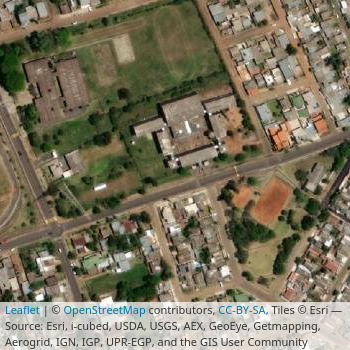 Leaflet | © OpenStreetMap contributors, CC-BY-SA, Tiles © Esri —
Source: Esri, i-cubed, USDA, USGS, AEX, GeoEye, Getmapping,
Aerogrid, IGN, IGP, UPR-EGP, and the GIS User Community